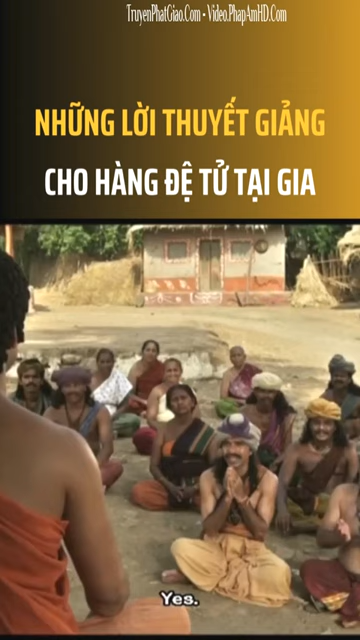 TruyenPhatGiao.Com • Video.PhapAmHD.Com
NHỮNG LỜI THUYẾT GIẢNG
CHO HÀNG ĐỆ TỬ TẠI GIA
Yes.